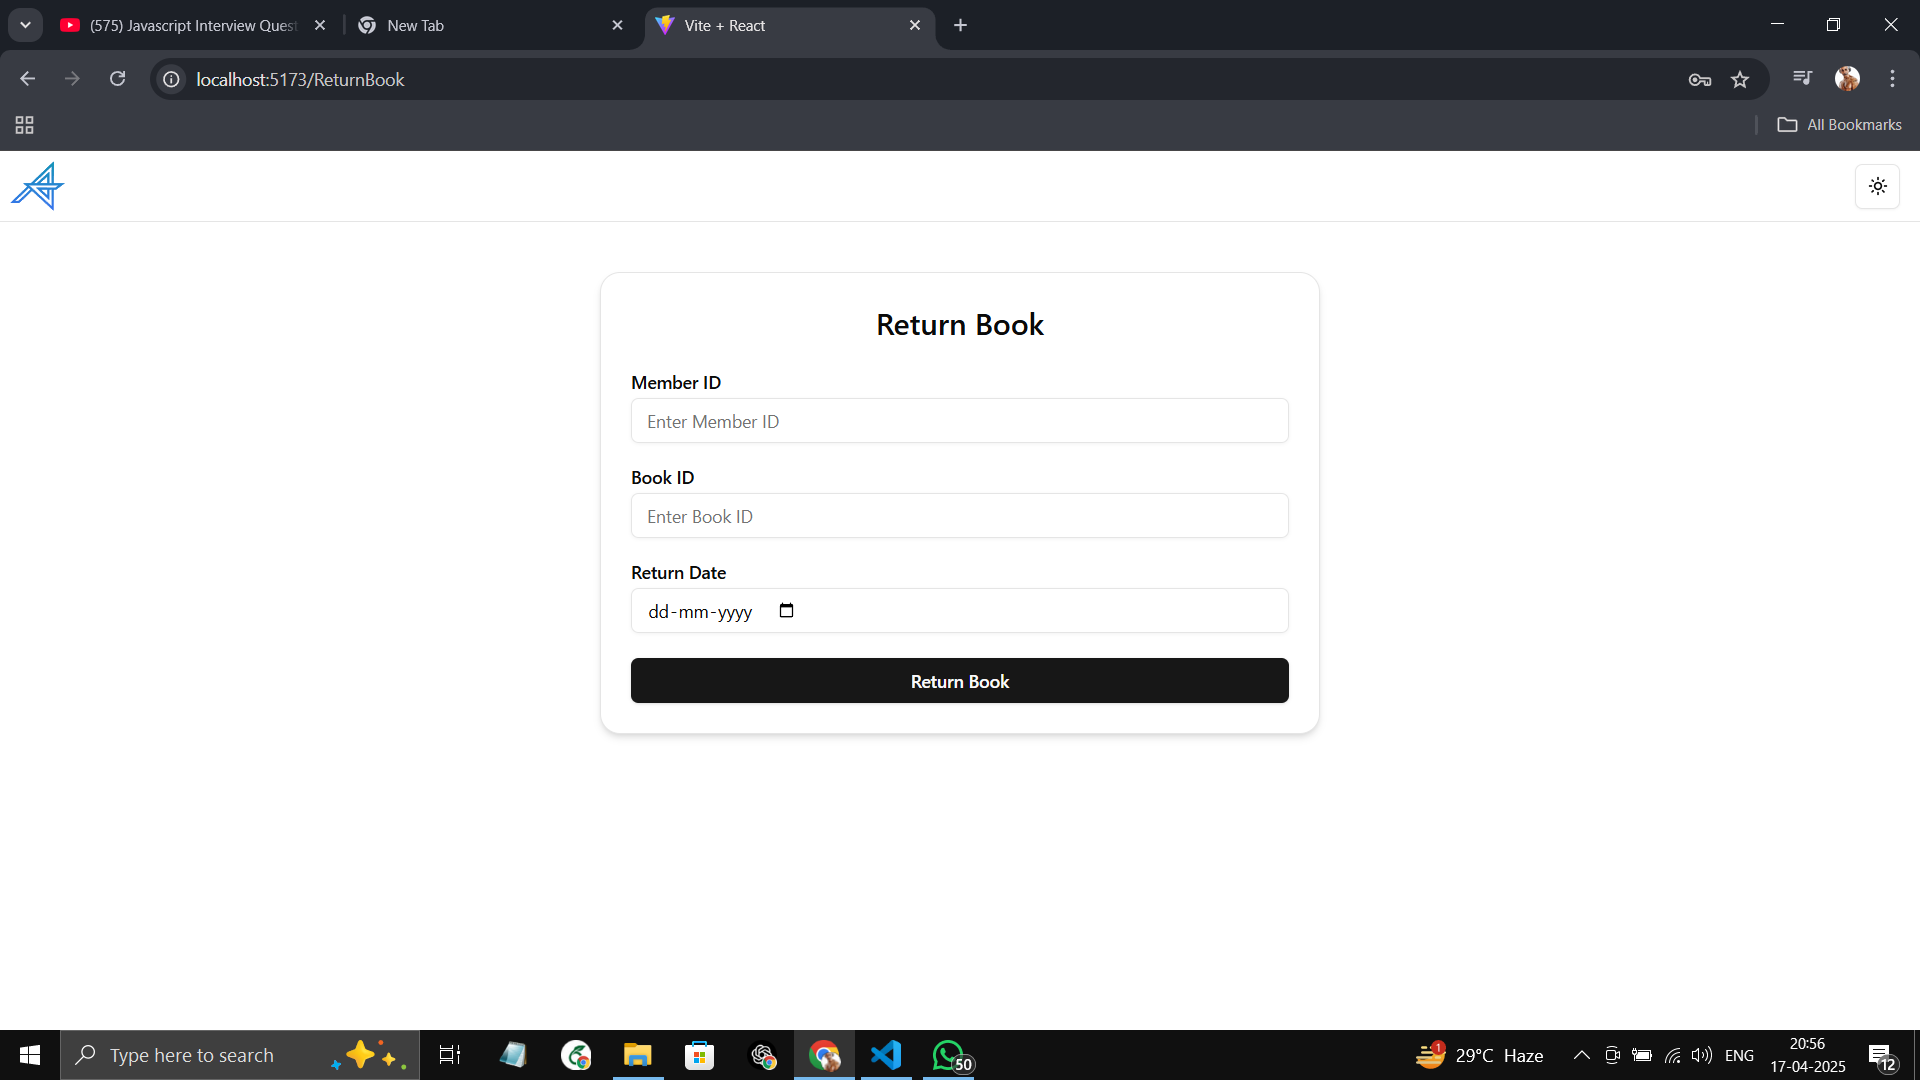 (575) Javascript Interview Quest
New Tab
Vite + React
localhost:5173/ReturnBook
All Bookmarks
Return Book
Member ID
Enter Member ID
Book ID
Enter Book ID
Return Date
dd-mm-yyyy
Return Book
Type here to search
50
1
29°C Haze
ENG
20:56
17-04-2025
12